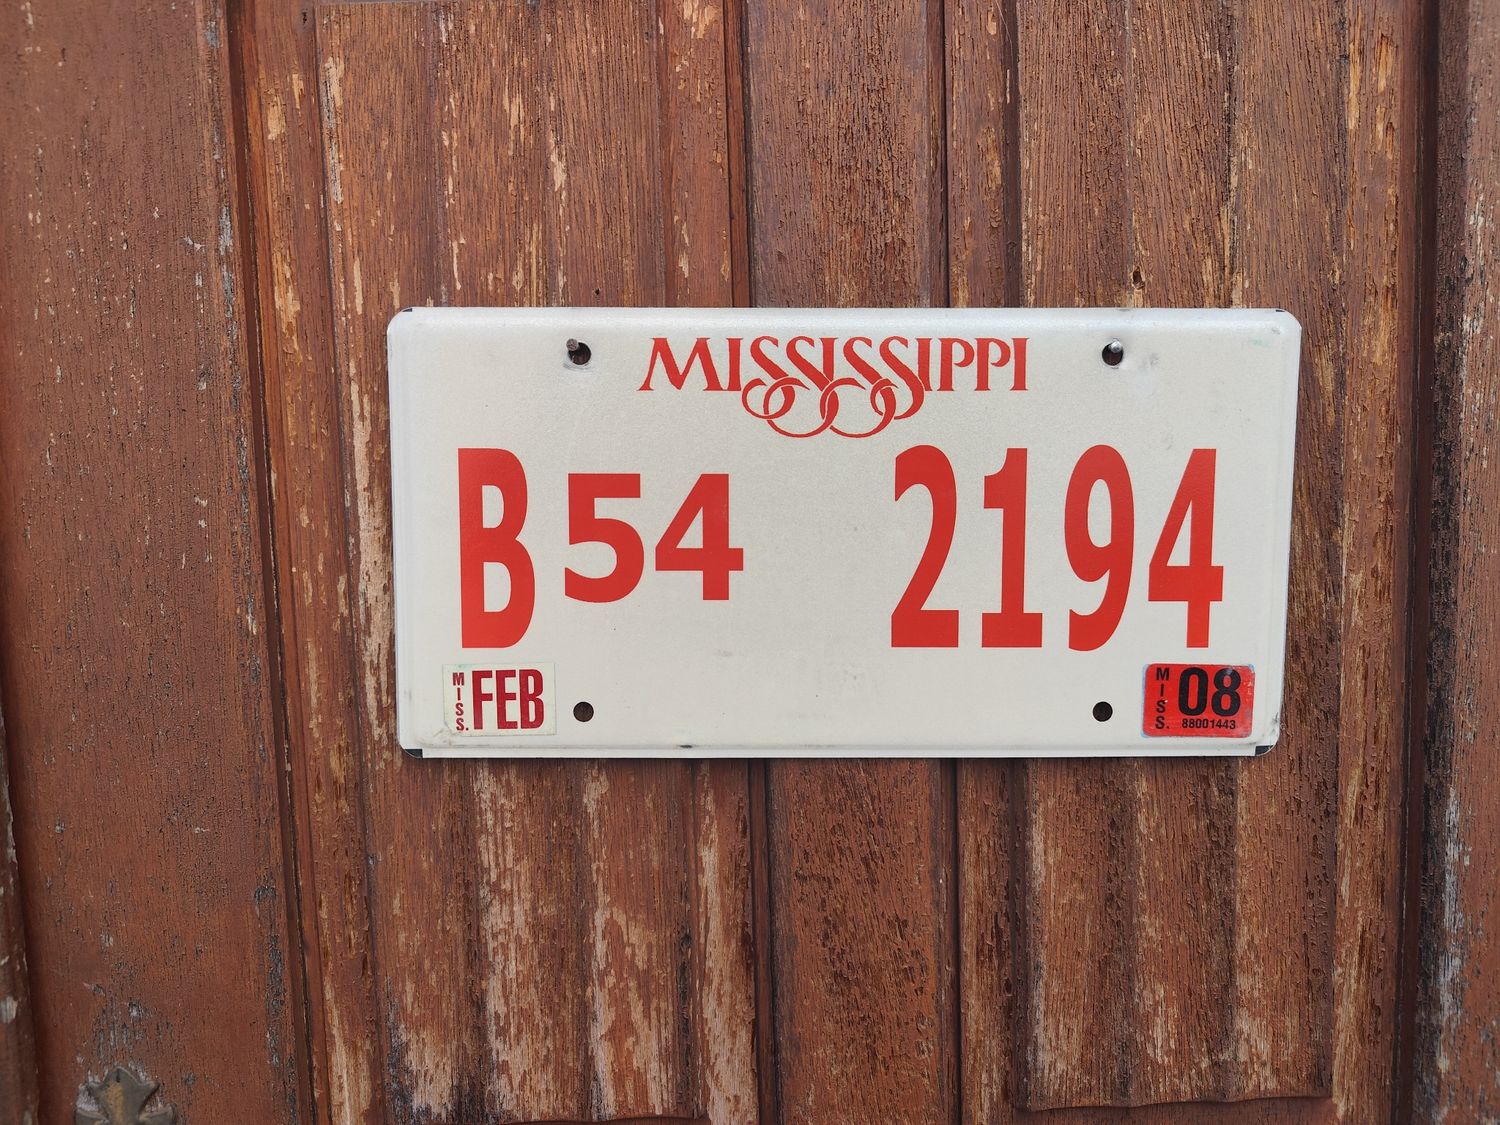 MISSISSIPPI
B54 2194
MISS. FEB
MISS. 08
88001443